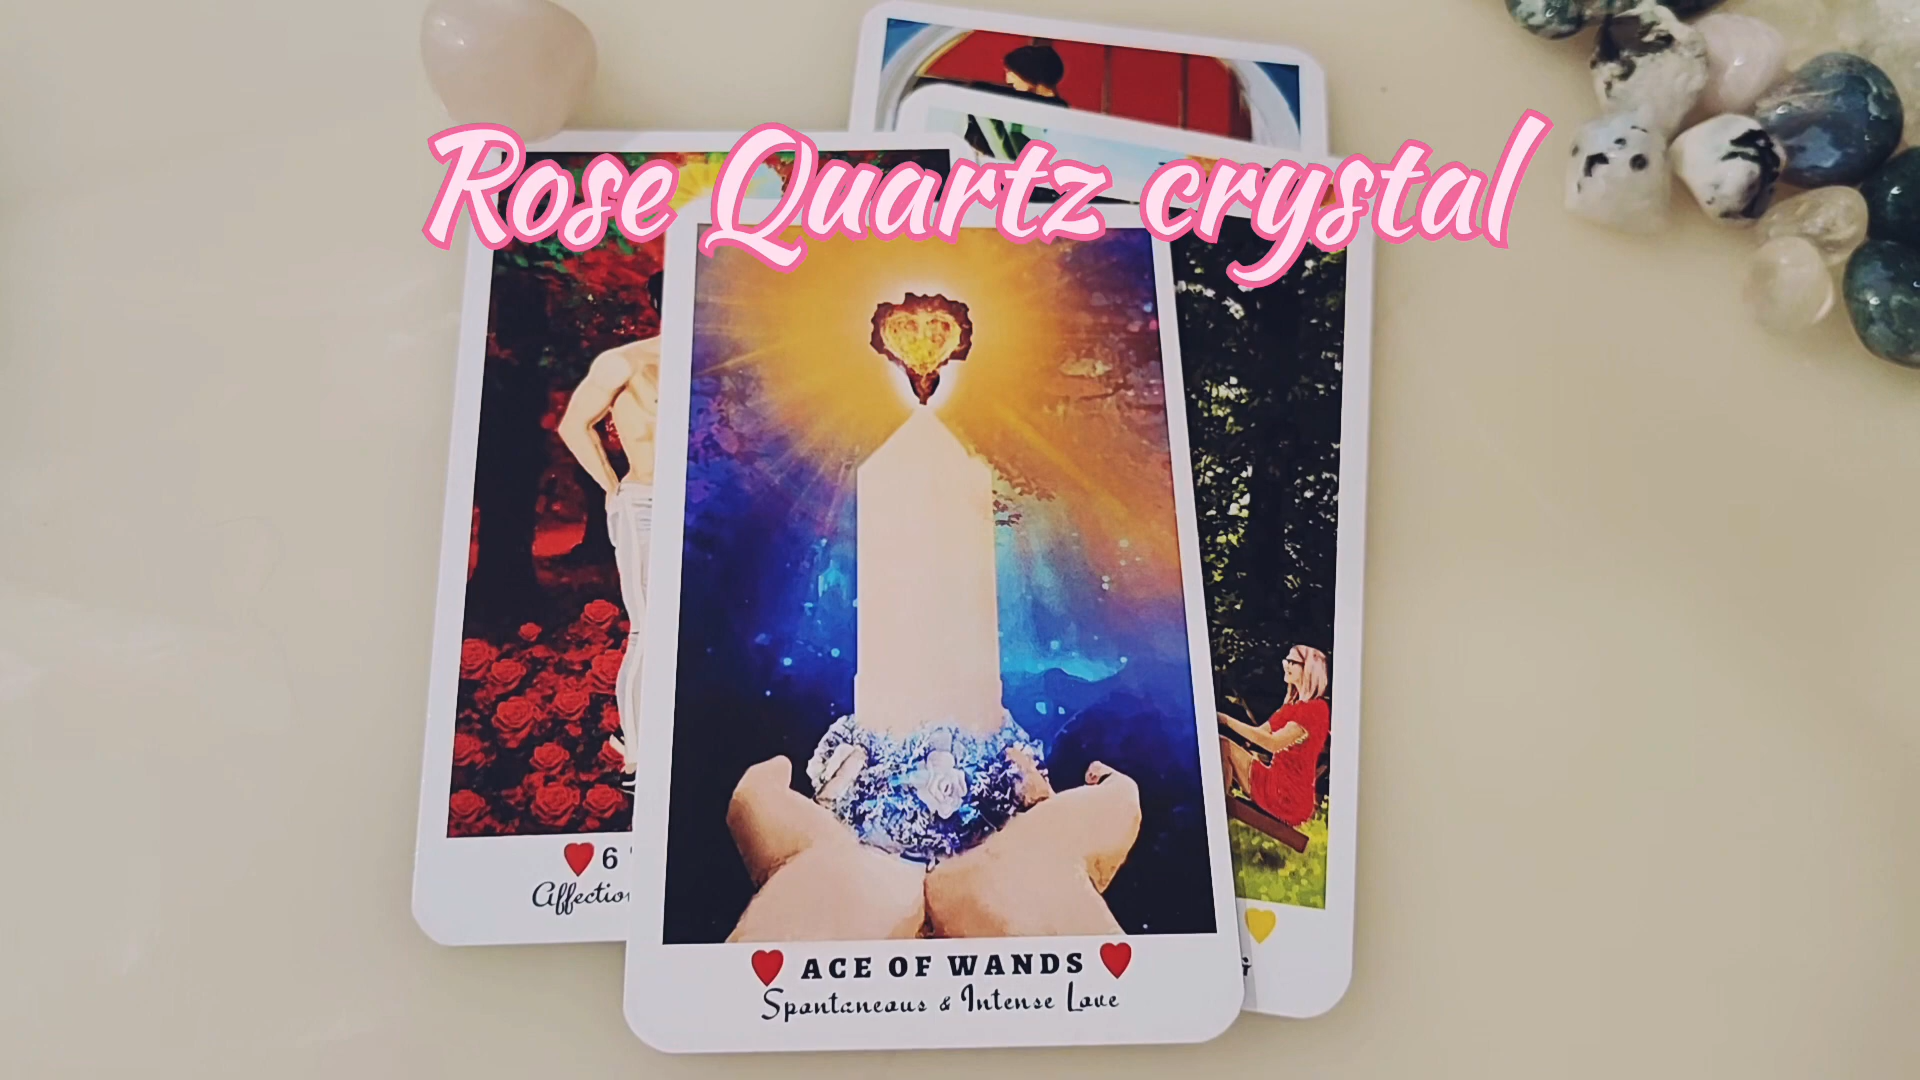 Rose Quartz crystal
6
Affection
ACE OF WANDS
Spontaneous & Intense Love